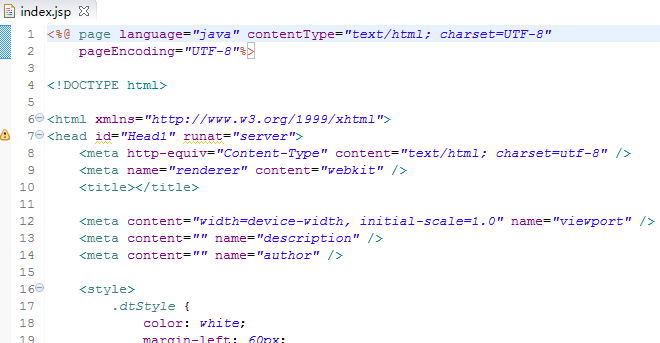 index.jsp
1 <%@ page language="java" contentType="text/html; charset=UTF-8"
2 pageEncoding="UTF-8"%>
3
4 <!DOCTYPE html>
5
6 <html xmlns="http://www.w3.org/1999/xhtml">
7 <head id="Head1" runat="server">
8 <meta http-equiv="Content-Type" content="text/html; charset=utf-8" />
9 <meta name="renderer" content="webkit" />
10 <title></title>
11
12 <meta content="width=device-width, initial-scale=1.0" name="viewport" />
13 <meta content="" name="description" />
14 <meta content="" name="author" />
15
16 <style>
17 .dtStyle {
18 color: white;
19 margin-left: 60px;